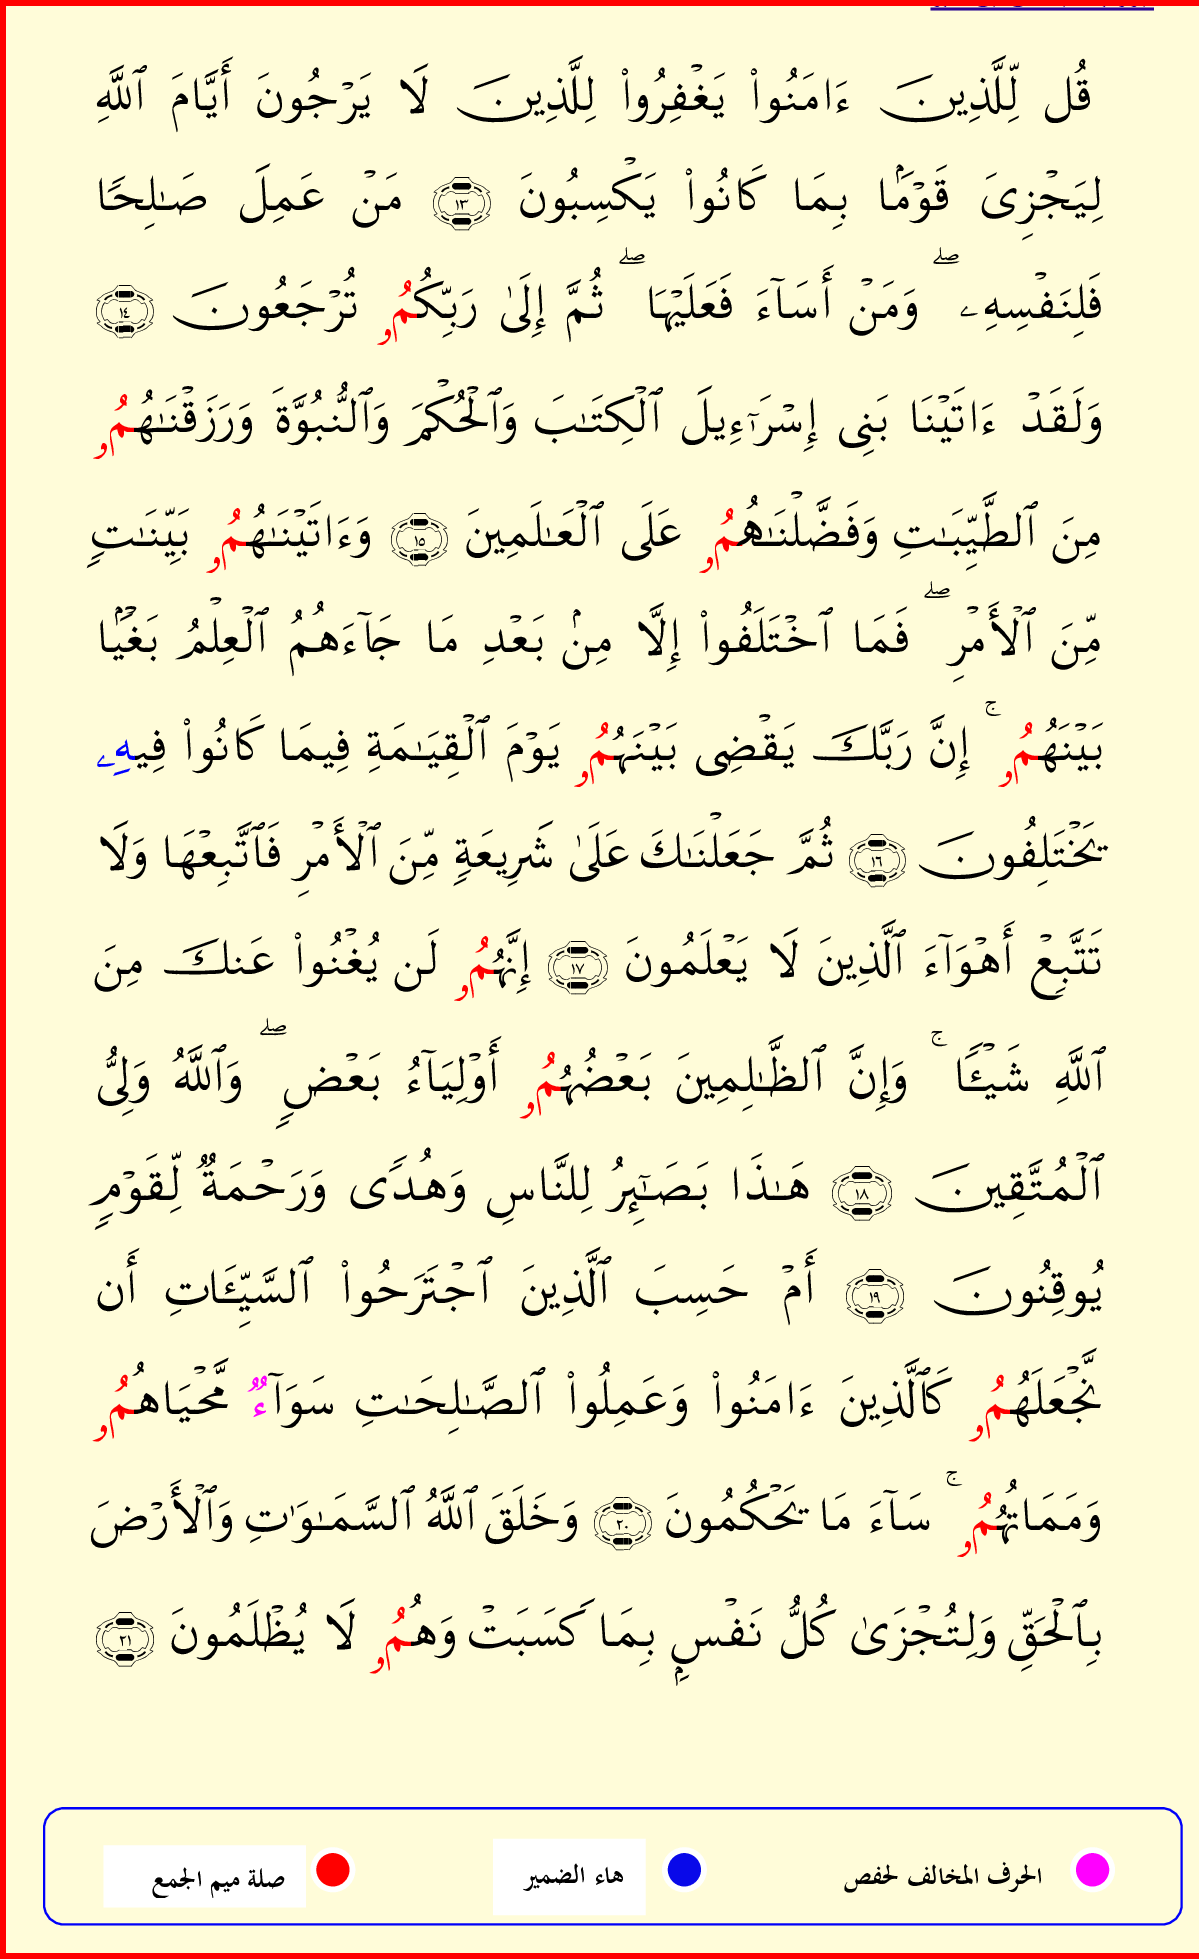 قُل لِّلَّذِينَ ءَامَنُوا۟ يَغْفِرُوا۟ لِلَّذِينَ لَا يَرْجُونَ أَيَّامَ ٱللَّهِ
لِيَجْزِىَ قَوْمَۢا بِمَا كَانُوا۟ يَكْسِبُونَ ١٣ مَنْ عَمِلَ صَـٰلِحًا
فَلِنَفْسِهِۦ ۖ وَمَنْ أَسَآءَ فَعَلَيْهَا ۖ ثُمَّ إِلَىٰ رَبِّكُمُۥ تُرْجَعُونَ ١٤
وَلَقَدْ ءَاتَيْنَا بَنِى إِسْرَٰٓءِيلَ ٱلْكِتَـٰبَ وَٱلْحُكْمَ وَٱلنُّبُوَّةَ وَرَزَقْنَـٰهُمُۥ
مِنَ ٱلطَّيِّبَـٰتِ وَفَضَّلْنَـٰهُمُۥ عَلَى ٱلْعَـٰلَمِينَ ١٥ وَءَاتَيْنَـٰهُمُۥ بَيِّنَـٰتٍ
مِّنَ ٱلْأَمْرِ ۖ فَمَا ٱخْتَلَفُوا۟ إِلَّا مِنۢ بَعْدِ مَا جَآءَهُمُ ٱلْعِلْمُ بَغْيَۢا
بَيْنَهُمُۥ ۚ إِنَّ رَبَّكَ يَقْضِى بَيْنَهُمُۥ يَوْمَ ٱلْقِيَـٰمَةِ فِيمَا كَانُوا۟ فِيهِۦ
يَخْتَلِفُونَ ١٦ ثُمَّ جَعَلْنَـٰكَ عَلَىٰ شَرِيعَةٍ مِّنَ ٱلْأَمْرِ فَٱتَّبِعْهَا وَلَا
تَتَّبِعْ أَهْوَآءَ ٱلَّذِينَ لَا يَعْلَمُونَ ١٧ إِنَّهُمُۥ لَن يُغْنُوا۟ عَنكَ مِنَ
ٱللَّهِ شَيْـًٔا ۚ وَإِنَّ ٱلظَّـٰلِمِينَ بَعْضُهُمُۥ أَوْلِيَآءُ بَعْضٍ ۖ وَٱللَّهُ وَلِىُّ
ٱلْمُتَّقِينَ ١٨ هَـٰذَا بَصَـٰٓئِرُ لِلنَّاسِ وَهُدًى وَرَحْمَةٌ لِّقَوْمٍ
يُوقِنُونَ ١٩ أَمْ حَسِبَ ٱلَّذِينَ ٱجْتَرَحُوا۟ ٱلسَّيِّـَٔاتِ أَن
نَّجْعَلَهُمُۥ كَٱلَّذِينَ ءَامَنُوا۟ وَعَمِلُوا۟ ٱلصَّـٰلِحَـٰتِ سَوَآءٌ مَّحْيَاهُمُۥ
وَمَمَاتُهُمُۥ ۚ سَآءَ مَا يَحْكُمُونَ ٢٠ وَخَلَقَ ٱللَّهُ ٱلسَّمَـٰوَٰتِ وَٱلْأَرْضَ
بِٱلْحَقِّ وَلِتُجْزَىٰ كُلُّ نَفْسٍۭ بِمَا كَسَبَتْ وَهُمُۥ لَا يُظْلَمُونَ ٢١
الحرف المخالف لحفص هاء الضمير صلة ميم الجمع